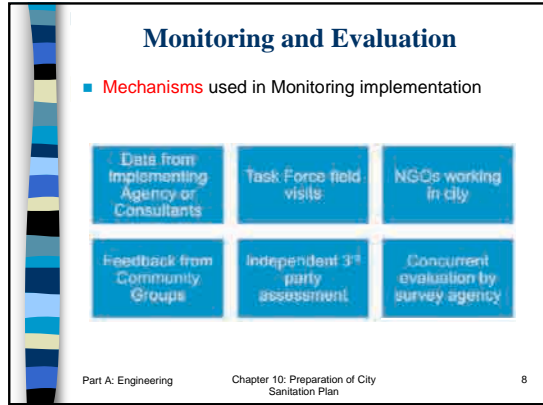 Monitoring and Evaluation
Mechanisms used in Monitoring implementation
Data from
Implementing
Agency or
Consultants
Task Force field
visits
NGOs working
in city
Feedback from
Community
Groups
Independent 3rd
party
assessment
Concurrent
evaluation by
survey agency
Part A: Engineering
Chapter 10: Preparation of City
Sanitation Plan
8